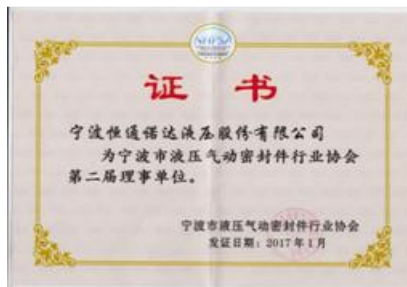 证书
宁波恒通诺达液压股份有限公司
为宁波市液压气动密封件行业协会
第二届理事单位。
宁波市液压气动密封件行业协会
发证日期：2017年1月